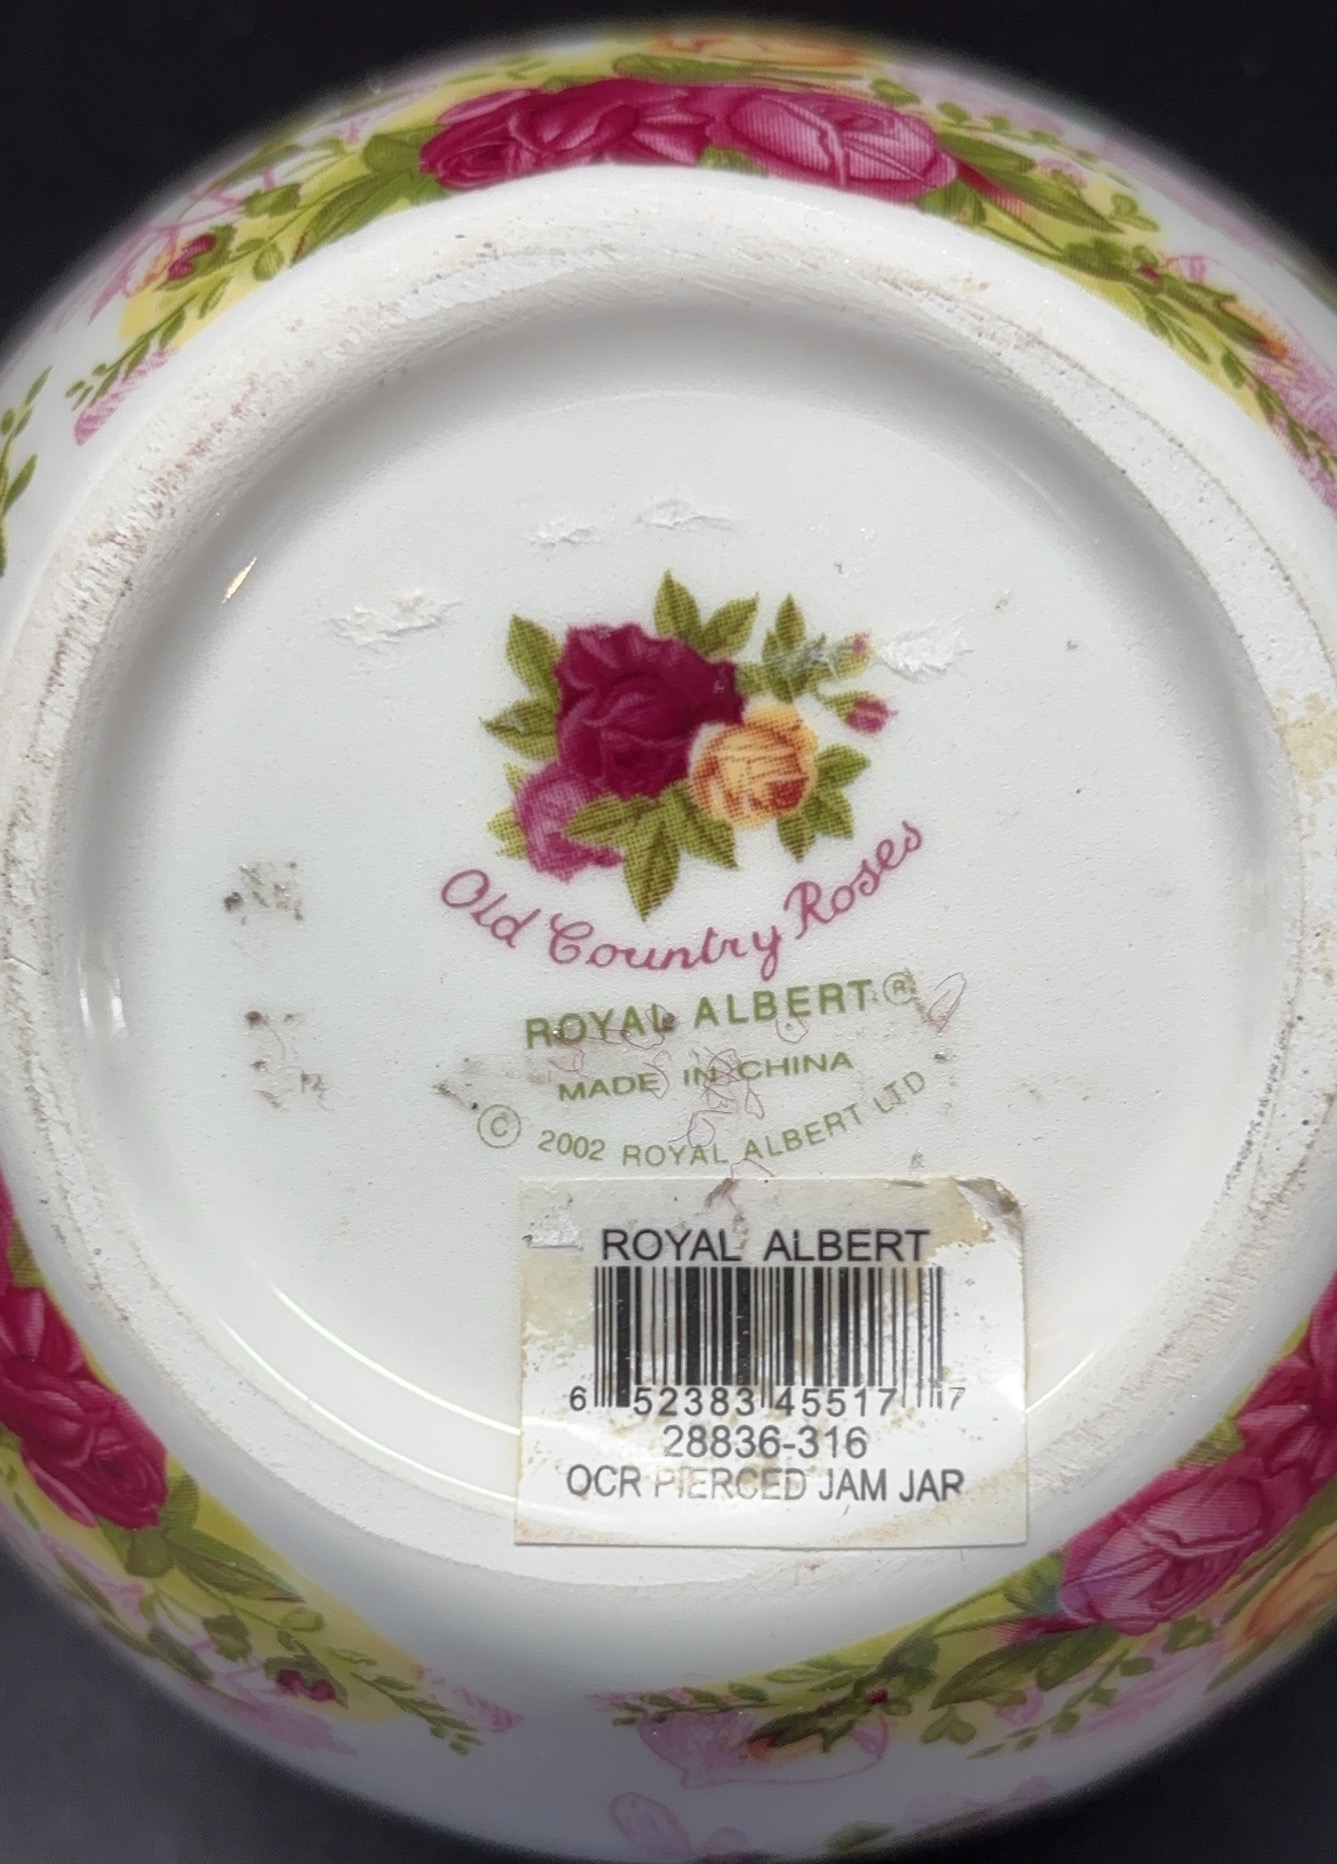 Old Country Roses
ROYAL ALBERT®
MADE IN CHINA
© 2002 ROYAL ALBERT LTD
ROYAL ALBERT
6 52383 45517 7
28836-316
OCR PIERCED JAM JAR